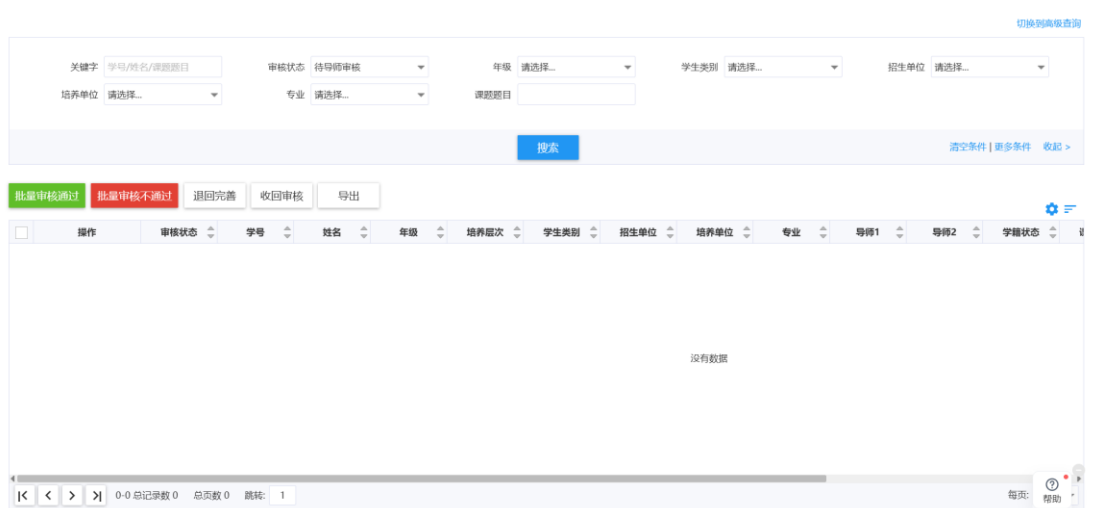 切换到高级查询
关键字 学号/姓名/课题题目 审核状态 待导师审核 年级 请选择... 学生类别 请选择... 招生单位 请选择...
培养单位 请选择... 专业 请选择... 课题题目
搜索 清空条件 | 更多条件 收起 >
批量审核通过 批量审核不通过 退回完善 收回审核 导出
操作 审核状态 学号 姓名 年级 培养层次 学生类别 招生单位 培养单位 专业 导师1 导师2 学籍状态
没有数据
0-0 总记录数 0 总页数 0 跳转: 1 每页: 帮助